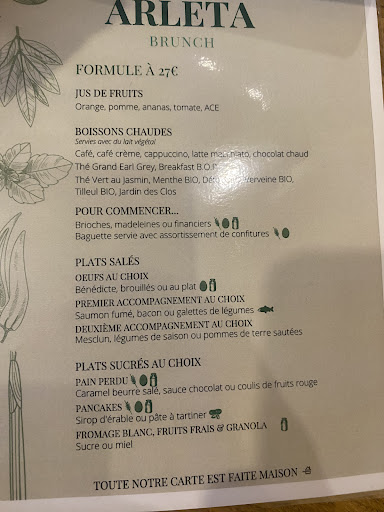 ARLETA
BRUNCH
FORMULE À 27€
JUS DE FRUITS
Orange, pomme, ananas, tomate, ACE
BOISSONS CHAUDES
Servies avec du lait végétal
Café, café crème, cappuccino, latte macchiato, chocolat chaud
Thé Grand Earl Grey, Breakfast B.O.P
Thé Vert au jasmin, Menthe BIO, Verveine BIO,
Tilleul BIO, Jardin des Clos
POUR COMMENCER...
Brioches, madeleines ou financiers
Baguette servie avec assortissement de confitures
PLATS SALÉS
OEUFS AU CHOIX
Bénédicte, brouillés ou au plat
PREMIER ACCOMPAGNEMENT AU CHOIX
Saumon fumé, bacon ou galettes de légumes
DEUXIÈME ACCOMPAGNEMENT AU CHOIX
Mesclun, légumes de saison ou pommes de terre sautées
PLATS SUCRÉS AU CHOIX
PAIN PERDU
Caramel beurre salé, sauce chocolat ou coulis de fruits rouge
PANCAKES
Sirop d'érable ou pâte à tartiner
FROMAGE BLANC, FRUITS FRAIS & GRANOLA
Sucre ou miel
TOUTE NOTRE CARTE EST FAITE MAISON